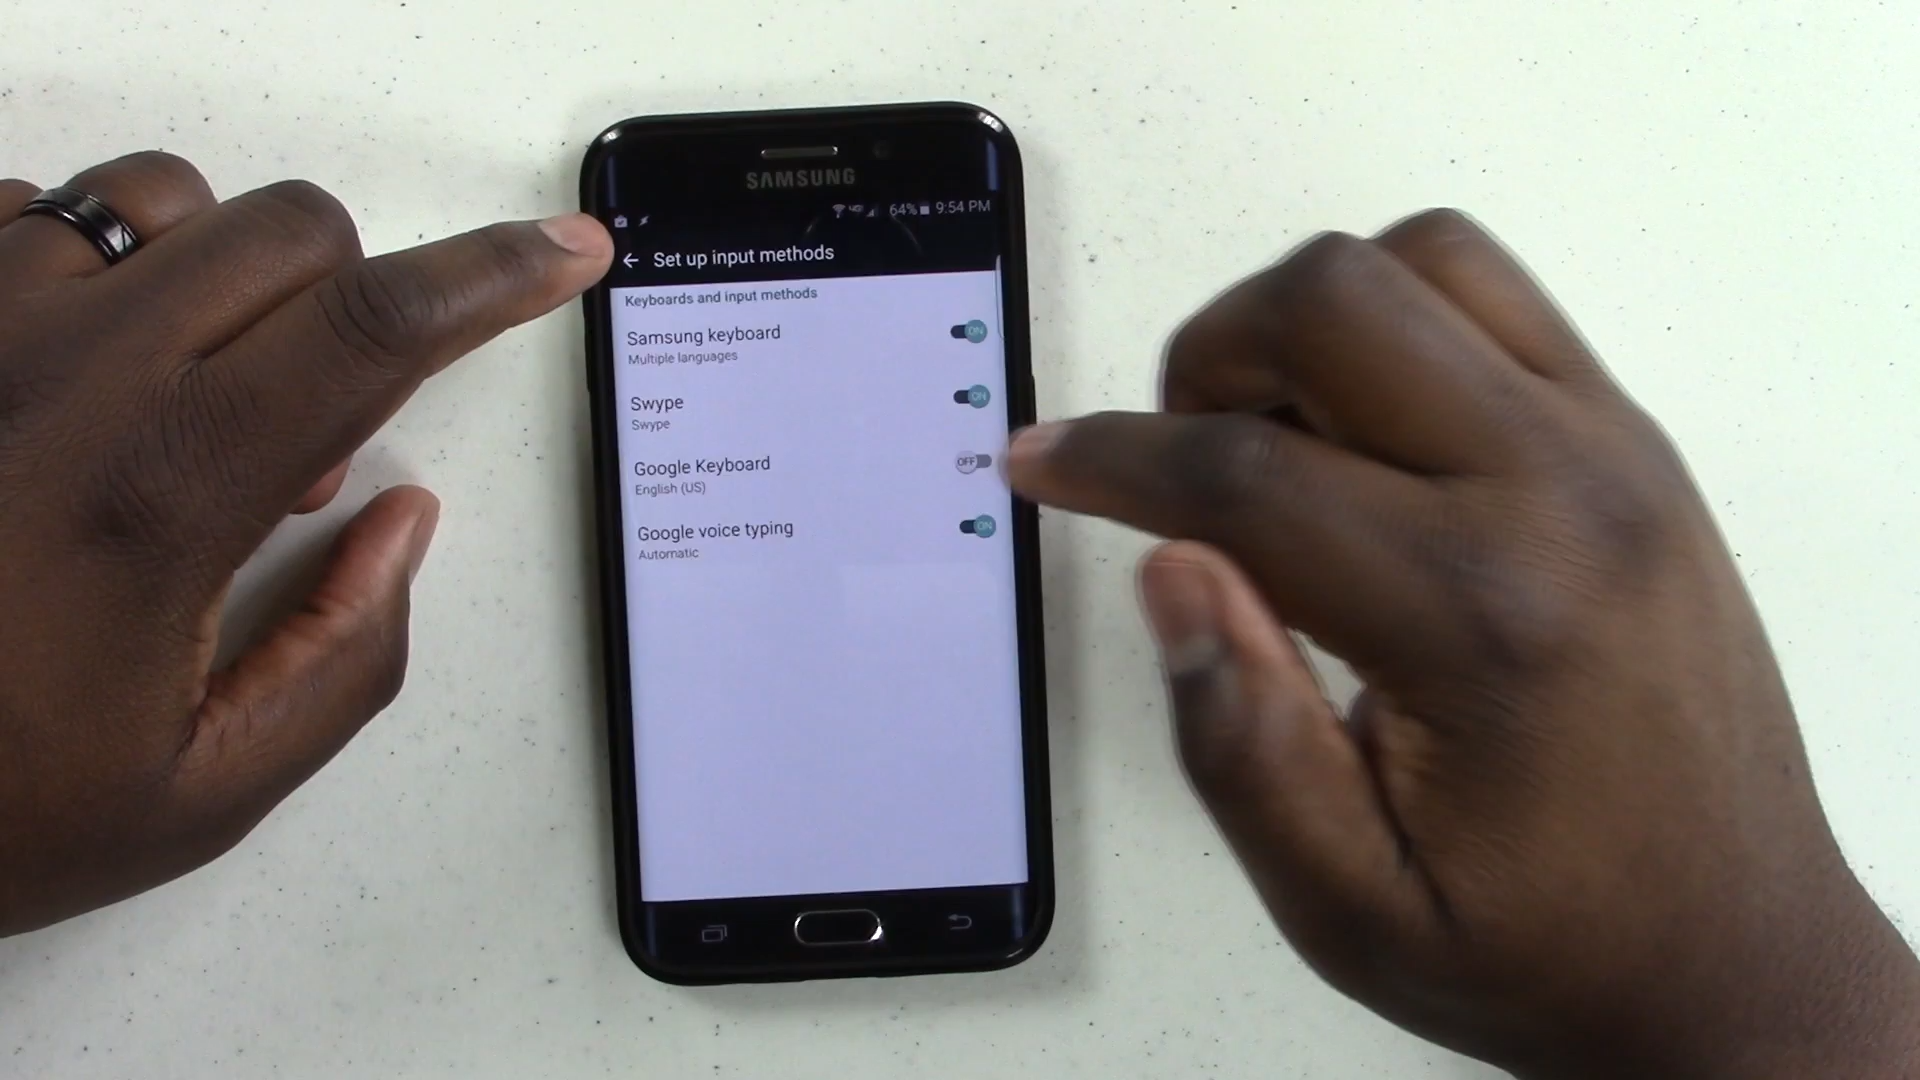 SAMSUNG
64% 9:54 PM
Set up input methods
Keyboards and input methods
Samsung keyboard ON
Multiple languages
Swype ON
Swype
Google Keyboard OFF
English (US)
Google voice typing ON
Automatic